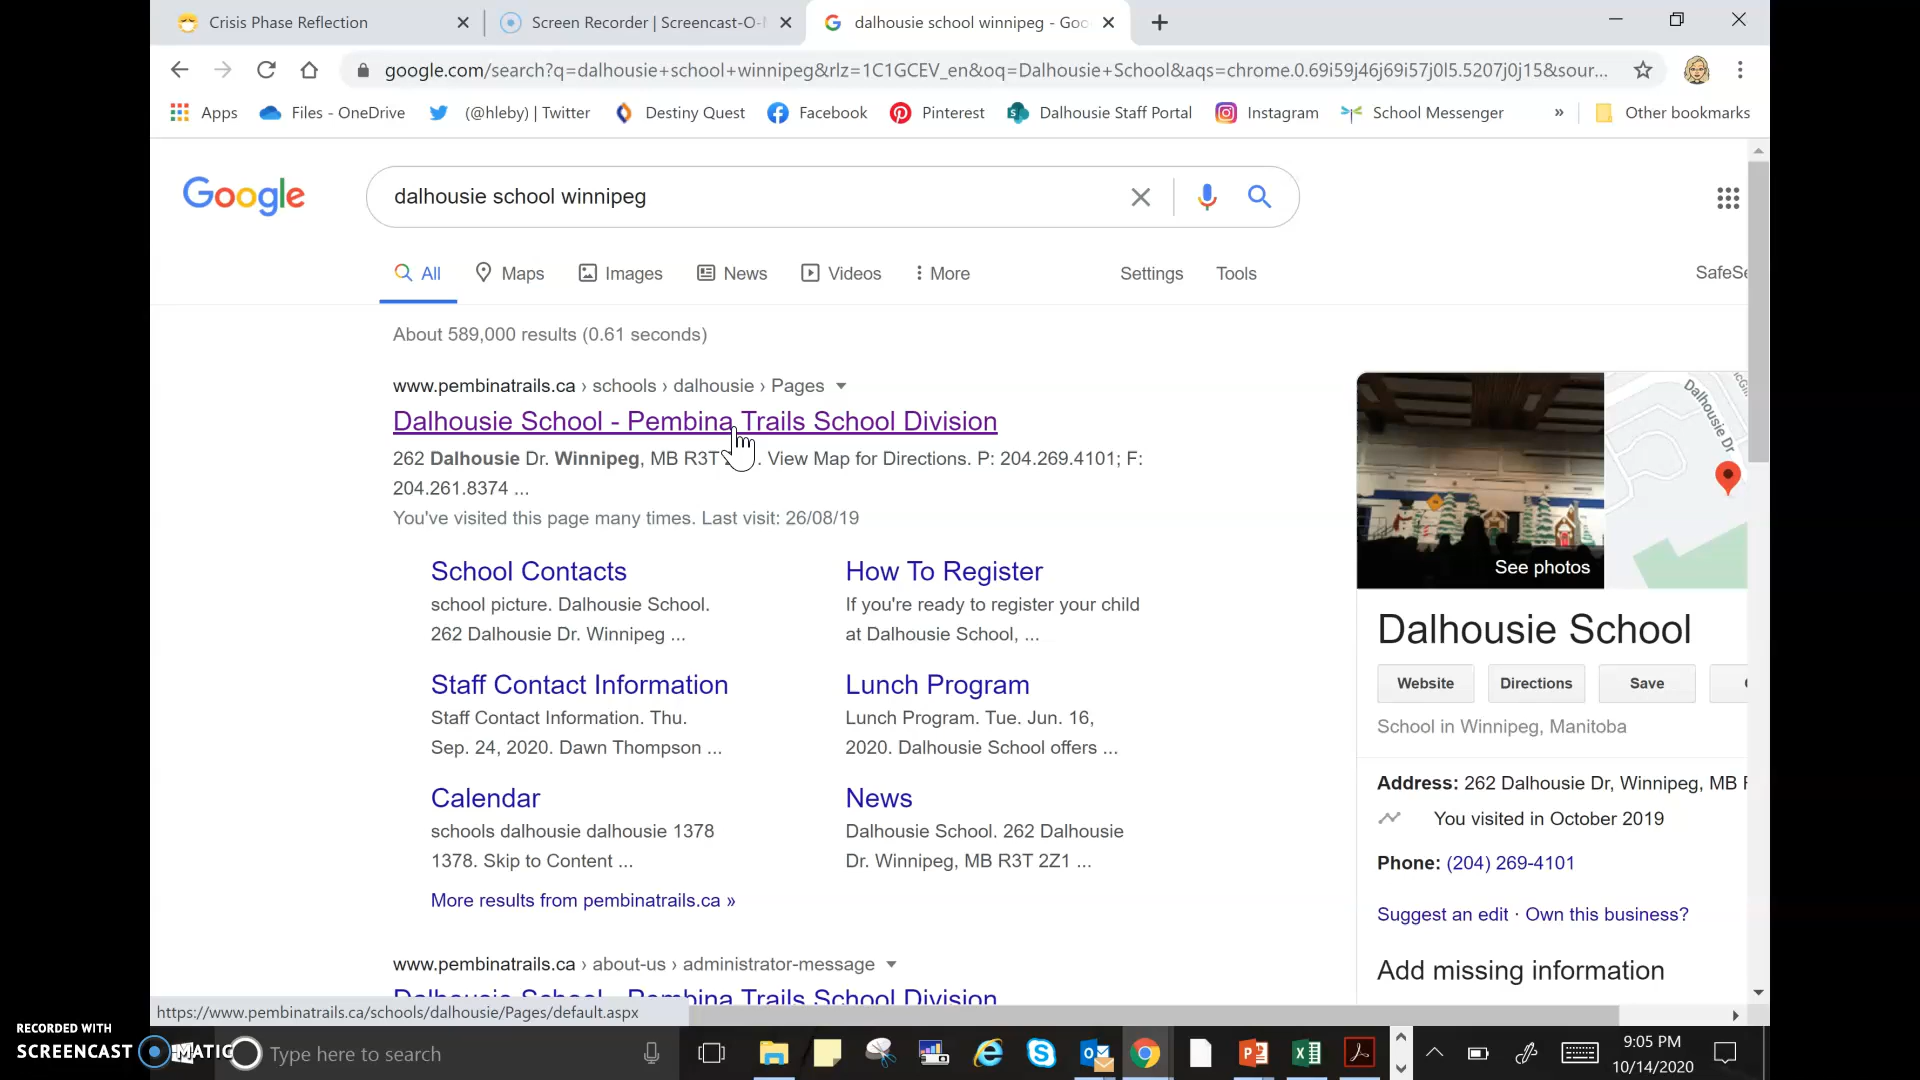 Crisis Phase Reflection
Screen Recorder | Screencast-O-
dalhousie school winnipeg - Goo
google.com/search?q=dalhousie+school+winnipeg&rlz=1C1GCEV_en&oq=Dalhousie+School&aqs=chrome.0.69i59j46j69i57j0l5.5207j0j15&sour...
Apps
Files - OneDrive
(@hleby) | Twitter
Destiny Quest
Facebook
Pinterest
Dalhousie Staff Portal
Instagram
School Messenger
»
Other bookmarks
Google
dalhousie school winnipeg
All
Maps
Images
News
Videos
More
Settings
Tools
SafeSe
About 589,000 results (0.61 seconds)
www.pembinatrails.ca › schools › dalhousie › Pages
Dalhousie School - Pembina Trails School Division
262 Dalhousie Dr. Winnipeg, MB R3T . View Map for Directions. P: 204.269.4101; F:
204.261.8374 ...
You've visited this page many times. Last visit: 26/08/19
School Contacts
school picture. Dalhousie School.
262 Dalhousie Dr. Winnipeg ...
How To Register
If you're ready to register your child
at Dalhousie School, ...
Staff Contact Information
Staff Contact Information. Thu.
Sep. 24, 2020. Dawn Thompson ...
Lunch Program
Lunch Program. Tue. Jun. 16,
2020. Dalhousie School offers ...
Calendar
schools dalhousie dalhousie 1378
1378. Skip to Content ...
News
Dalhousie School. 262 Dalhousie
Dr. Winnipeg, MB R3T 2Z1 ...
More results from pembinatrails.ca »
www.pembinatrails.ca › about-us › administrator-message
Dalhousie School - Pembina Trails School Division
Dalhousie Dr
See photos
Dalhousie School
Website
Directions
Save
School in Winnipeg, Manitoba
Address: 262 Dalhousie Dr, Winnipeg, MB
You visited in October 2019
Phone: (204) 269-4101
Suggest an edit · Own this business?
Add missing information
https://www.pembinatrails.ca/schools/dalhousie/Pages/default.aspx
RECORDED WITH
SCREENCAST MATIC
Type here to search
9:05 PM
10/14/2020